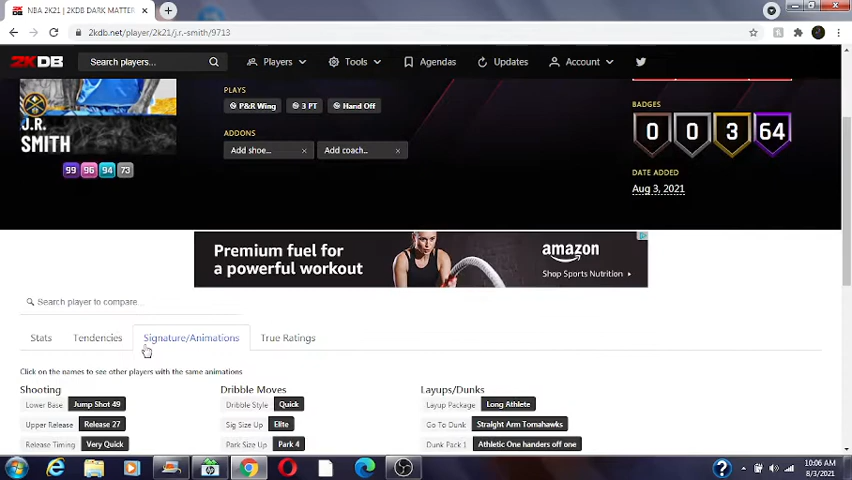 NBA 2K21 | 2KDB DARK MATTER
2kdb.net/player/2k21/j.r.-smith/9713
2KDB
Search players...
Players
Tools
Agendas
Updates
Account
PLAYS
P&R Wing
3 PT
Hand Off
ADDONS
Add shoe...
Add coach...
J.R.
SMITH
99 96 94 73
BADGES
0 0 3 64
DATE ADDED
Aug 3, 2021
Premium fuel for
a powerful workout
amazon
Shop Sports Nutrition
Search player to compare...
Stats
Tendencies
Signature/Animations
True Ratings
Click on the names to see other players with the same animations
Shooting
Lower Base Jump Shot 49
Upper Release Release 27
Release Timing Very Quick
Dribble Moves
Dribble Style Quick
Sig Size Up Elite
Park Size Up Park 4
Layups/Dunks
Layup Package Long Athlete
Go To Dunk Straight Arm Tomahawks
Dunk Pack 1 Athletic One handers off one
10:06 AM
8/3/2021